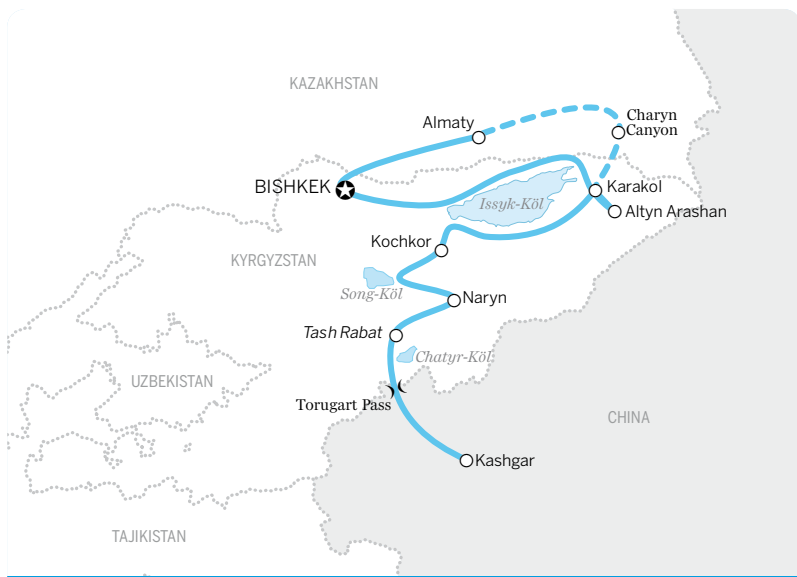 KAZAKHSTAN
Almaty
Charyn
Canyon
BISHKEK
Karakol
Issyk-Köl
Altyn Arashan
Kochkor
KYRGYZSTAN
Song-Köl
Naryn
Tash Rabat
Chatyr-Köl
UZBEKISTAN
Torugart Pass
CHINA
Kashgar
TAJIKISTAN